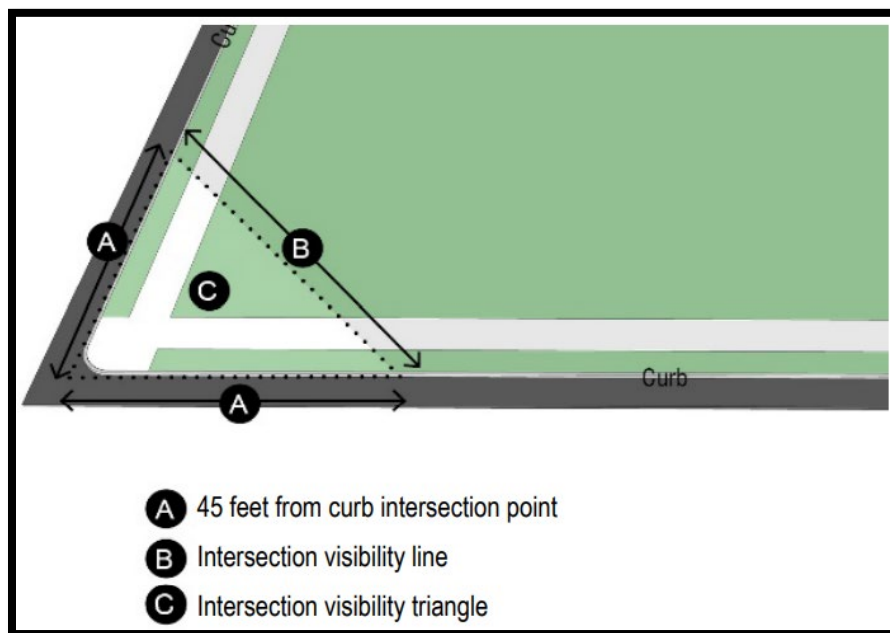 A
B
C
A
Curb
A 45 feet from curb intersection point
B Intersection visibility line
C Intersection visibility triangle